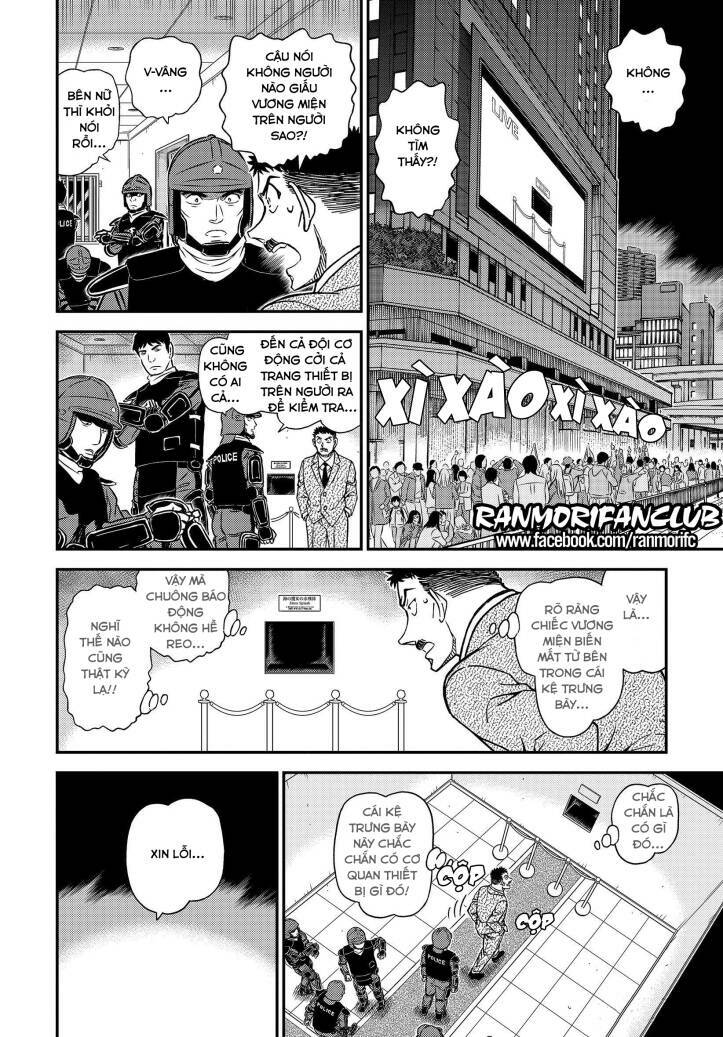 KHÔNG
...
KHÔNG
TÌM
THẤY?!
LIVE
XÌ XÀO XÌ XÀO
RANMORIFANCLUB
www.facebook.com/ranmorifc
CẬU NÓI
KHÔNG NGƯỜI
NÀO GIẤU
VƯƠNG MIỆN
TRÊN NGƯỜI
SAO?!
V-VÂNG
...
BÊN NỮ
THÌ KHỎI
NÓI
RỒI...
POLICE
ĐẾN CẢ ĐỘI CƠ
ĐỘNG CỞI CẢ
TRANG THIẾT BỊ
TRÊN NGƯỜI RA
ĐỂ KIỂM TRA...
CŨNG
KHÔNG
CÓ AI
CẢ...
POLICE
VẬY
LÀ...
RÕ RÀNG
CHIẾC VƯƠNG
MIỆN BIẾN
MẤT TỪ BÊN
TRONG CÁI
KỆ TRƯNG
BÀY...
VẬY MÀ
CHUÔNG BÁO
ĐỘNG
KHÔNG HỀ
REO...
NGHĨ
THẾ NÀO
CŨNG
THẬT KỲ
LẠ!!
CHẮC
CHẮN LÀ
CÓ GÌ
ĐÓ...
CÁI KỆ
TRƯNG BÀY
NÀY CHẮC
CHẮN CÓ CƠ
QUAN THIẾT
BỊ GÌ ĐÓ!
CỘP
CỘP
POLICE
POLICE
XIN LỖI...